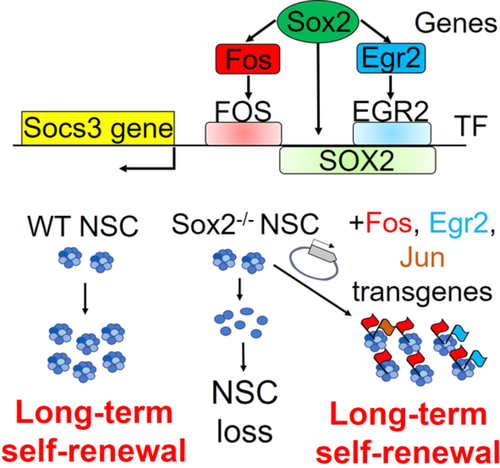 Sox2
Genes
Fos
Egr2
FOS
EGR2
TF
Socs3 gene
SOX2
WT NSC
Sox2-/- NSC
+Fos, Egr2,
Jun
transgenes
NSC
loss
Long-term
self-renewal
Long-term
self-renewal